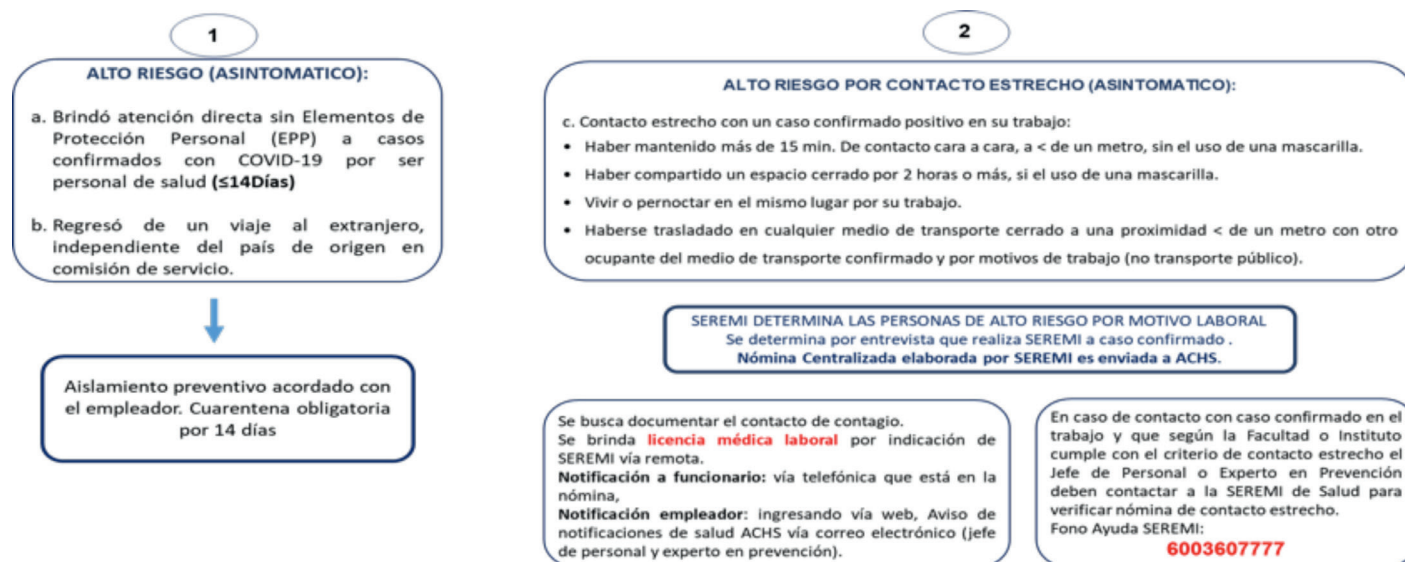 1
ALTO RIESGO (ASINTOMATICO):
a. Brindó atención directa sin Elementos de
Protección Personal (EPP) a casos
confirmados con COVID-19 por ser
personal de salud (≤14Días)
b. Regresó de un viaje al extranjero,
independiente del país de origen en
comisión de servicio.
Aislamiento preventivo acordado con
el empleador. Cuarentena obligatoria
por 14 días
2
ALTO RIESGO POR CONTACTO ESTRECHO (ASINTOMATICO):
c. Contacto estrecho con un caso confirmado positivo en su trabajo:
• Haber mantenido más de 15 min. De contacto cara a cara, a < de un metro, sin el uso de una mascarilla.
• Haber compartido un espacio cerrado por 2 horas o más, si el uso de una mascarilla.
• Vivir o pernoctar en el mismo lugar por su trabajo.
• Haberse trasladado en cualquier medio de transporte cerrado a una proximidad < de un metro con otro
ocupante del medio de transporte confirmado y por motivos de trabajo (no transporte público).
SEREMI DETERMINA LAS PERSONAS DE ALTO RIESGO POR MOTIVO LABORAL
Se determina por entrevista que realiza SEREMI a caso confirmado .
Nómina Centralizada elaborada por SEREMI es enviada a ACHS.
Se busca documentar el contacto de contagio.
Se brinda licencia médica laboral por indicación de
SEREMI vía remota.
Notificación a funcionario: vía telefónica que está en la
nómina,
Notificación empleador: ingresando vía web, Aviso de
notificaciones de salud ACHS vía correo electrónico (jefe
de personal y experto en prevención).
En caso de contacto con caso confirmado en el
trabajo y que según la Facultad o Instituto
cumple con el criterio de contacto estrecho el
Jefe de Personal o Experto en Prevención
deben contactar a la SEREMI de Salud para
verificar nómina de contacto estrecho.
Fono Ayuda SEREMI:
6003607777